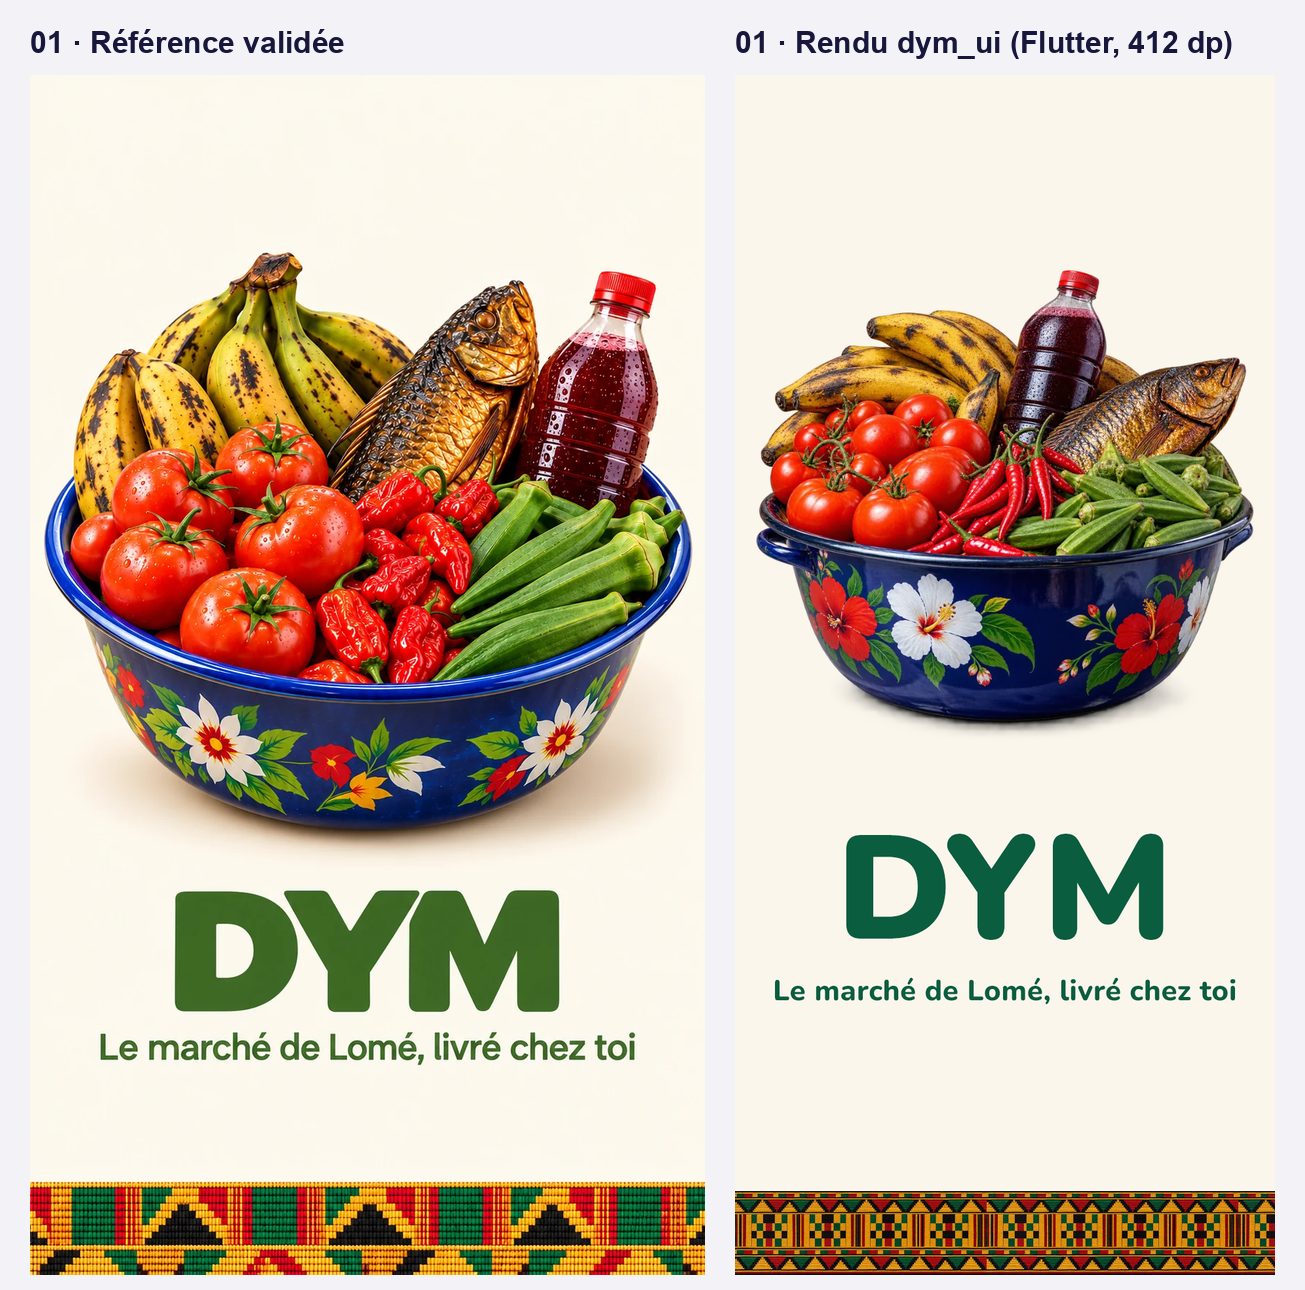 01 · Référence validée
DYM
Le marché de Lomé, livré chez toi
01 · Rendu dym_ui (Flutter, 412 dp)
DYM
Le marché de Lomé, livré chez toi